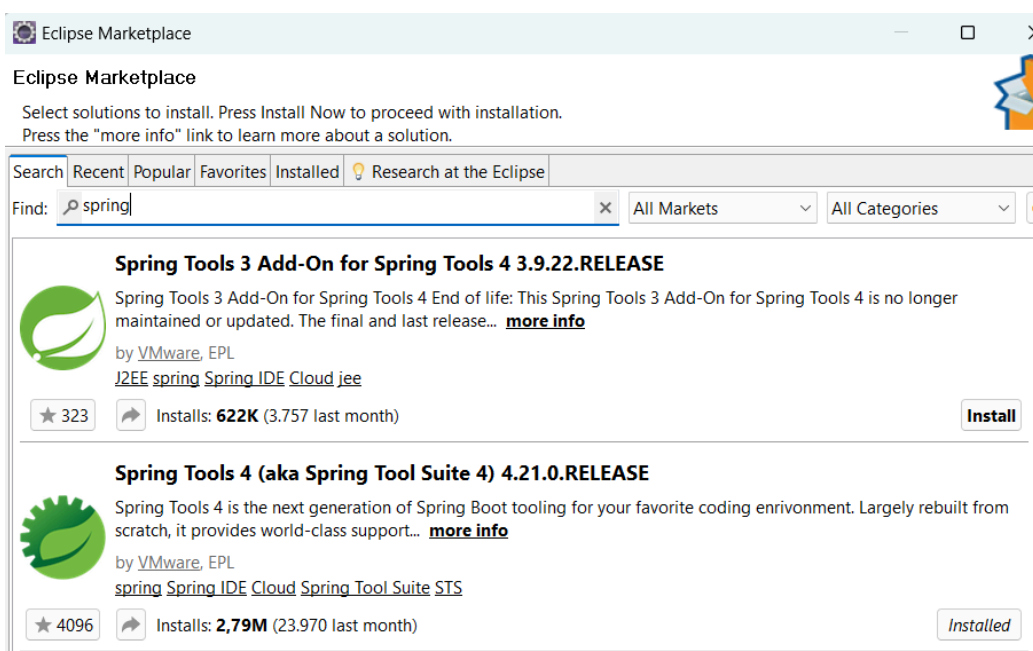 Eclipse Marketplace
Eclipse Marketplace
Select solutions to install. Press Install Now to proceed with installation.
Press the "more info" link to learn more about a solution.
Search Recent Popular Favorites Installed Research at the Eclipse
Find: spring All Markets All Categories
Spring Tools 3 Add-On for Spring Tools 4 3.9.22.RELEASE
Spring Tools 3 Add-On for Spring Tools 4 End of life: This Spring Tools 3 Add-On for Spring Tools 4 is no longer
maintained or updated. The final and last release... more info
by VMware, EPL
J2EE spring Spring IDE Cloud jee
323 Installs: 622K (3.757 last month) Install
Spring Tools 4 (aka Spring Tool Suite 4) 4.21.0.RELEASE
Spring Tools 4 is the next generation of Spring Boot tooling for your favorite coding enrivonment. Largely rebuilt from
scratch, it provides world-class support... more info
by VMware, EPL
spring Spring IDE Cloud Spring Tool Suite STS
4096 Installs: 2,79M (23.970 last month) Installed